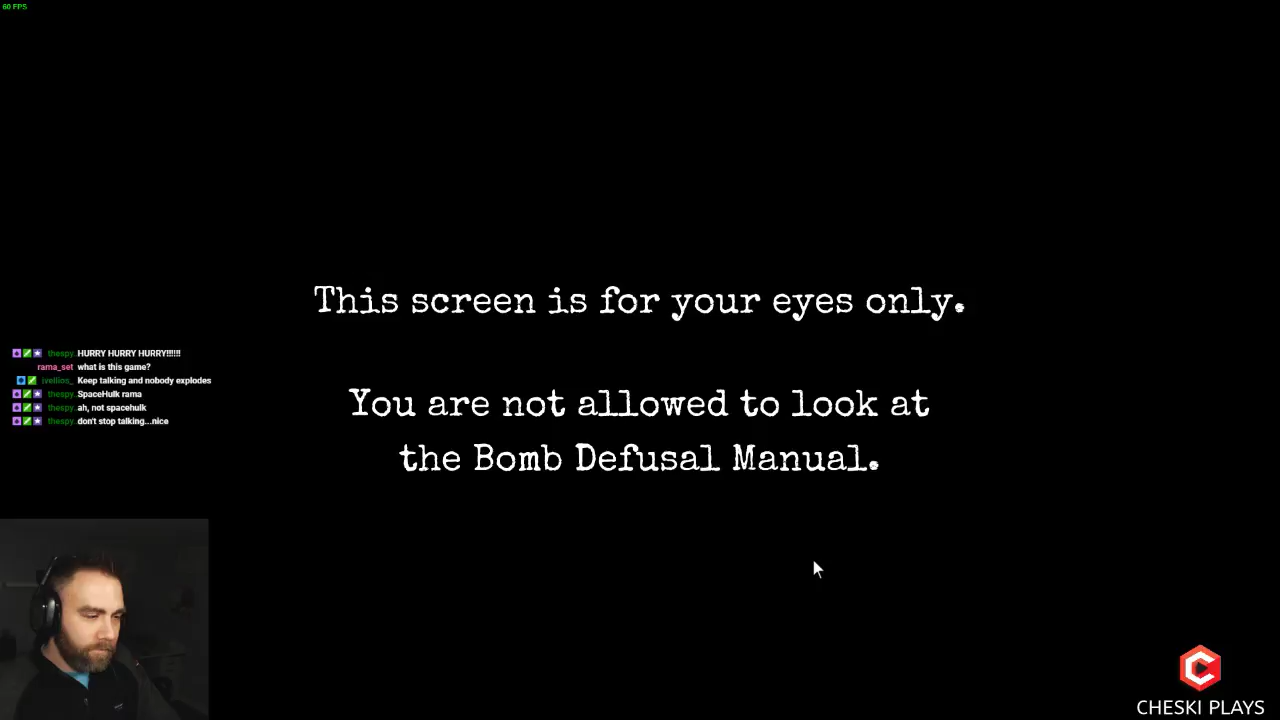 60 FPS
This screen is for your eyes only.
You are not allowed to look at
the Bomb Defusal Manual.
thespy. HURRY HURRY HURRY!!!!!!
rama_set what is this game?
ivellios_ Keep talking and nobody explodes
thespy. SpaceHulk rama
thespy. ah, not spacehulk
thespy. don't stop talking...nice
CHESKI PLAYS